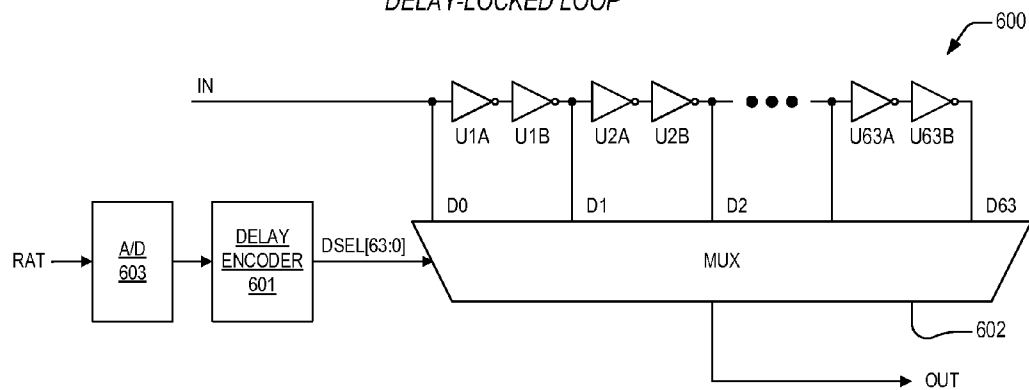 DELAY-LOCKED LOOP
600
IN
U1A U1B U2A U2B U63A U63B
D0 D1 D2 D63
RAT
A/D
603
DELAY
ENCODER
601
DSEL[63:0]
MUX
602
OUT